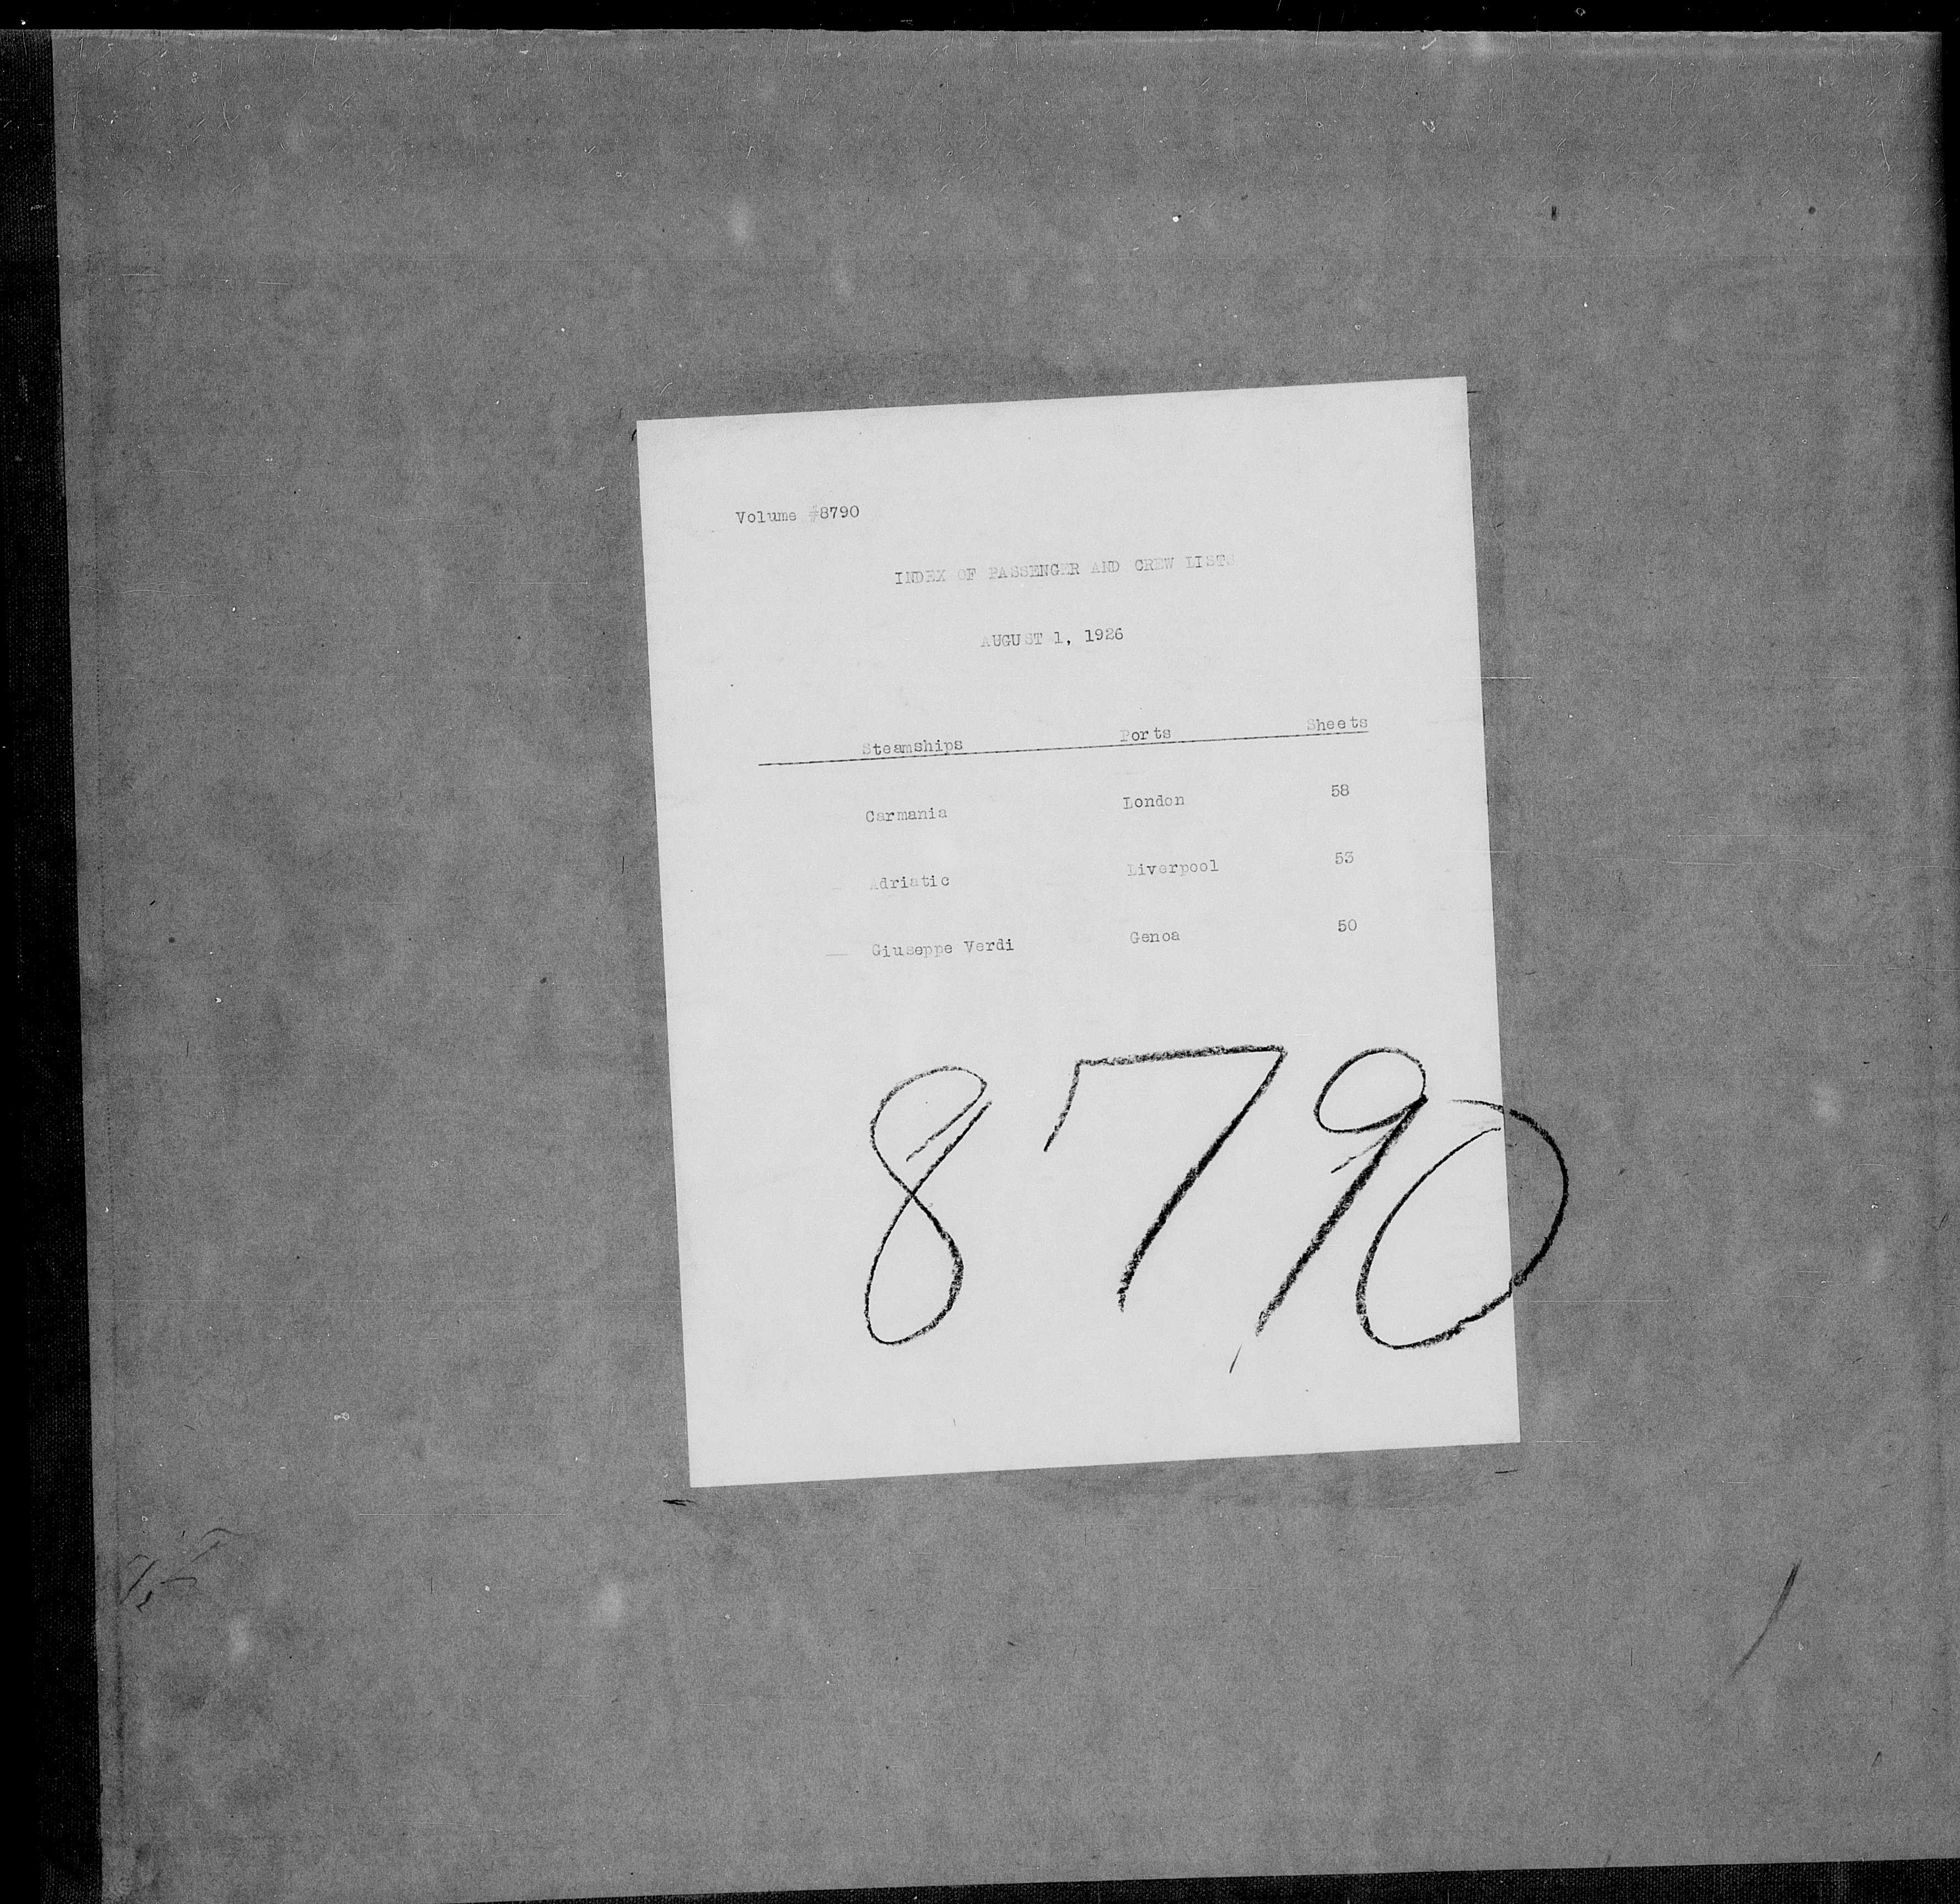 Volume #8790
INDEX OF PASSENGER AND CREW LISTS
AUGUST 1, 1926
Steamships Ports Sheets
Carmania London 58
Adriatic Liverpool 53
Giuseppe Verdi Genoa 50
8790